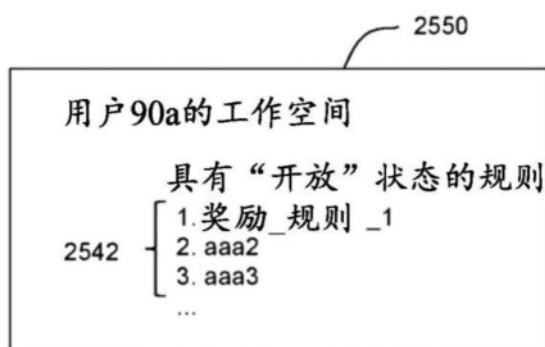 2550
用户90a的工作空间
具有“开放”状态的规则
1. 奖励_规则 _1
2542
2. aaa2
3. aaa3
...